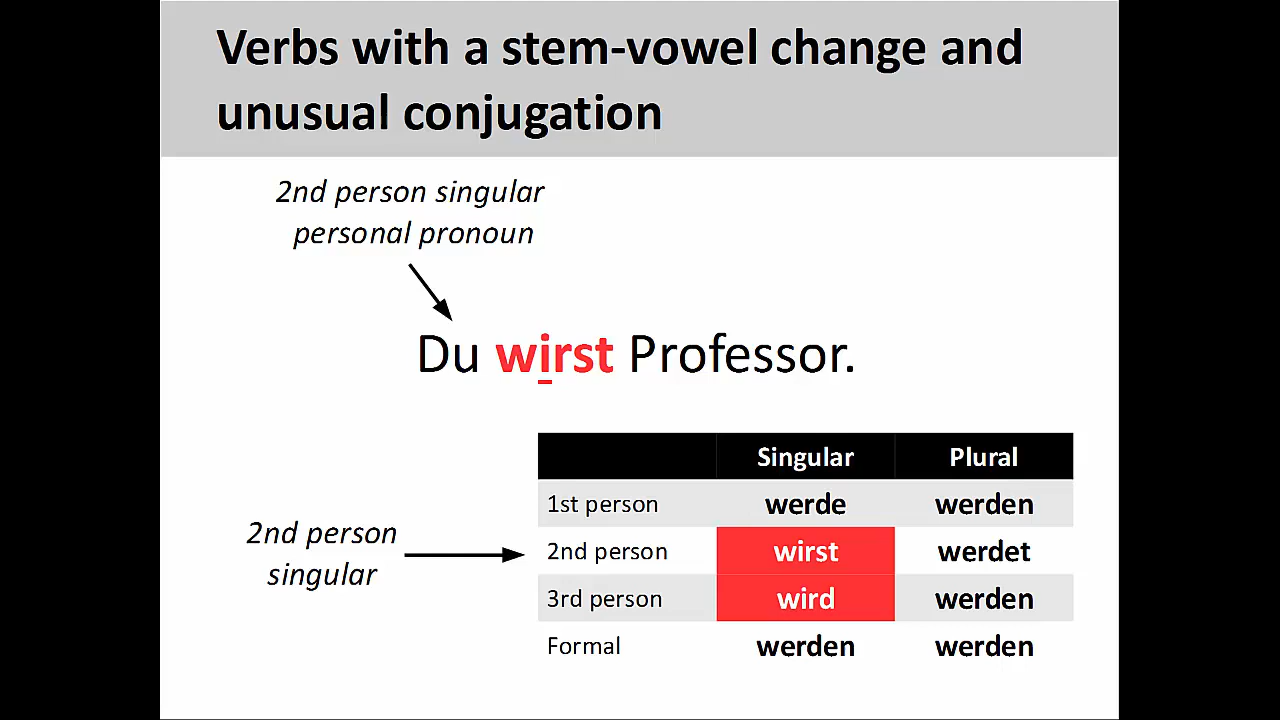 Verbs with a stem-vowel change and
unusual conjugation
2nd person singular
personal pronoun
Du wirst Professor.
Singular Plural
1st person werde werden
2nd person
singular
2nd person wirst werdet
3rd person wird werden
Formal werden werden